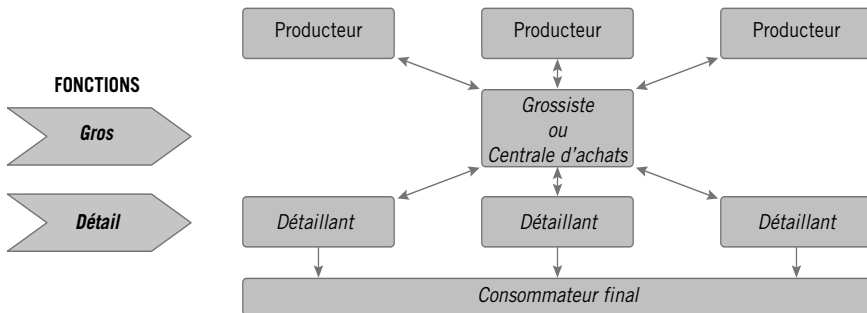 Producteur
Producteur
Producteur
FONCTIONS
Gros
Grossiste
ou
Centrale d'achats
Détail
Détaillant
Détaillant
Détaillant
Consommateur final